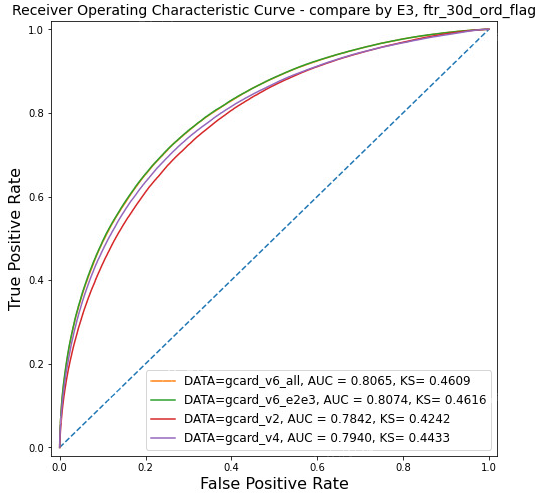 Receiver Operating Characteristic Curve - compare by E3, ftr_30d_ord_flag
1.0
0.8
0.6
0.4
0.2
0.0
True Positive Rate
DATA=gcard_v6_all, AUC = 0.8065, KS= 0.4609
DATA=gcard_v6_e2e3, AUC = 0.8074, KS= 0.4616
DATA=gcard_v2, AUC = 0.7842, KS= 0.4242
DATA=gcard_v4, AUC = 0.7940, KS= 0.4433
0.0 0.2 0.4 0.6 0.8 1.0
False Positive Rate